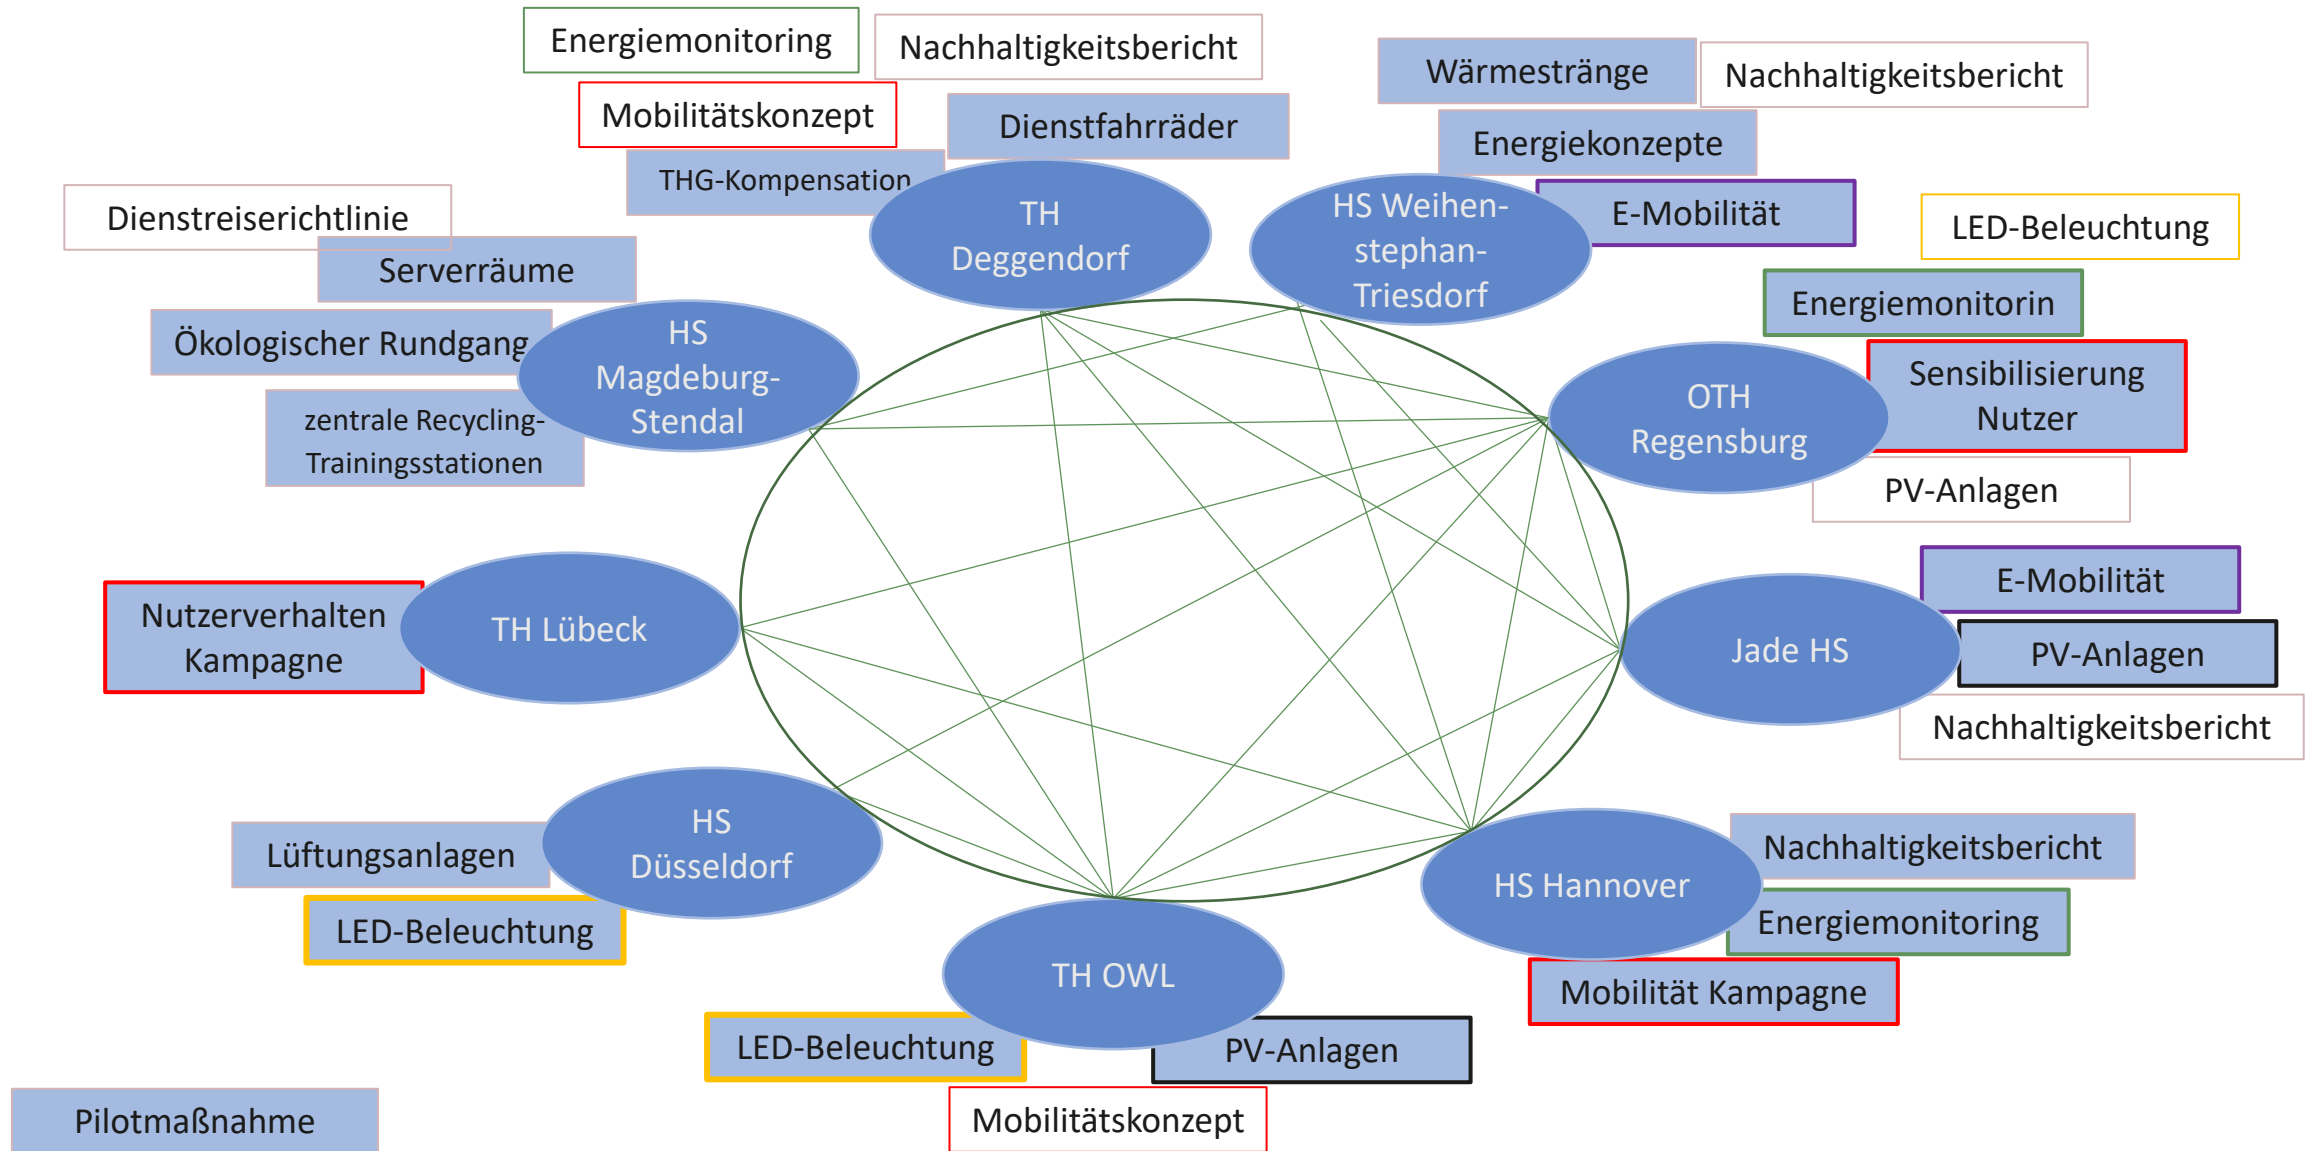 Energiemonitoring
Nachhaltigkeitsbericht
Mobilitätskonzept
Dienstfahrräder
THG-Kompensation
TH
Deggendorf
Wärmestränge
Nachhaltigkeitsbericht
Energiekonzepte
E-Mobilität
HS Weihen-
stephan-
Triesdorf
LED-Beleuchtung
Energiemonitorin
Sensibilisierung
Nutzer
OTH
Regensburg
PV-Anlagen
Dienstreiserichtlinie
Serverräume
Ökologischer Rundgang
HS
Magdeburg-
Stendal
zentrale Recycling-
Trainingsstationen
E-Mobilität
Jade HS
PV-Anlagen
Nachhaltigkeitsbericht
Nutzerverhalten
Kampagne
TH Lübeck
HS
Düsseldorf
Lüftungsanlagen
LED-Beleuchtung
Nachhaltigkeitsbericht
HS Hannover
Energiemonitoring
Mobilität Kampagne
TH OWL
LED-Beleuchtung
PV-Anlagen
Mobilitätskonzept
Pilotmaßnahme